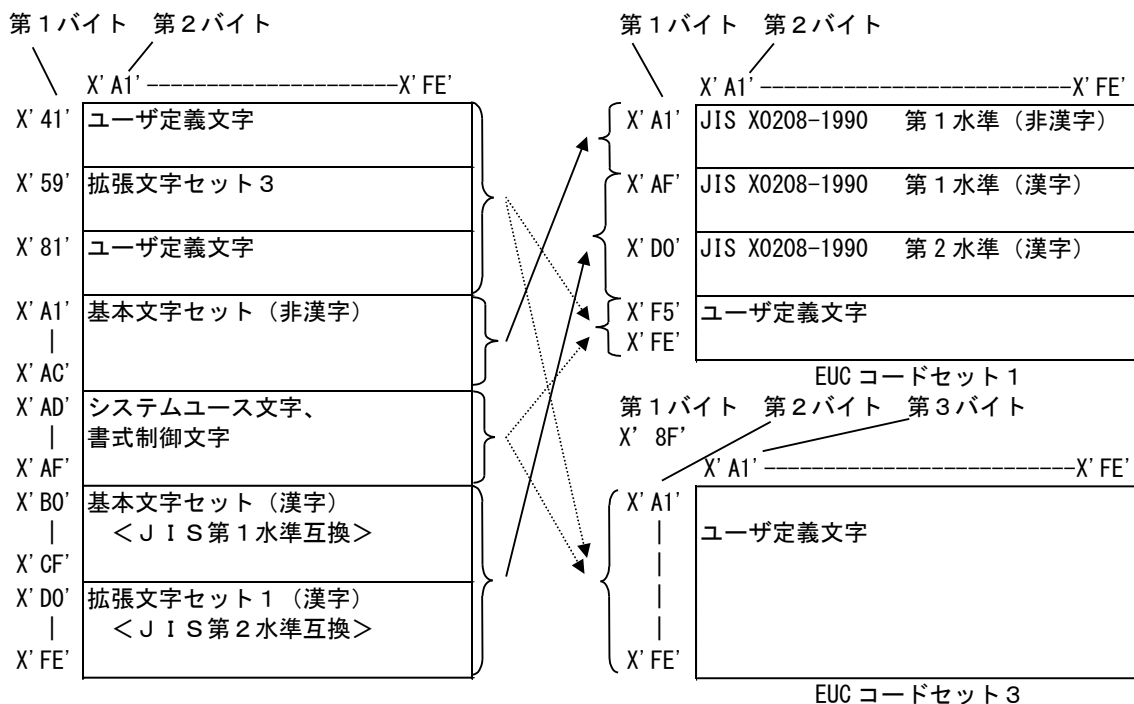 第１バイト 第２バイト
X'A1'----------------------X'FE'
X'41' ユーザ定義文字
X'59' 拡張文字セット３
X'81' ユーザ定義文字
X'A1' 基本文字セット（非漢字）
|
X'AC'
X'AD' システムユース文字、
| 書式制御文字
X'AF'
X'B0' 基本文字セット（漢字）
| ＜ＪＩＳ第１水準互換＞
X'CF'
X'D0' 拡張文字セット１（漢字）
| ＜ＪＩＳ第２水準互換＞
X'FE'
第１バイト 第２バイト
X'A1'---------------------------X'FE'
X'A1' JIS X0208-1990 第１水準（非漢字）
X'AF' JIS X0208-1990 第１水準（漢字）
X'D0' JIS X0208-1990 第２水準（漢字）
X'F5' ユーザ定義文字
X'FE'
EUC コードセット１
第１バイト 第２バイト 第３バイト
X’8F’
X'A1'---------------------------X'FE'
X'A1'
| ユーザ定義文字
|
|
|
X'FE'
EUC コードセット３